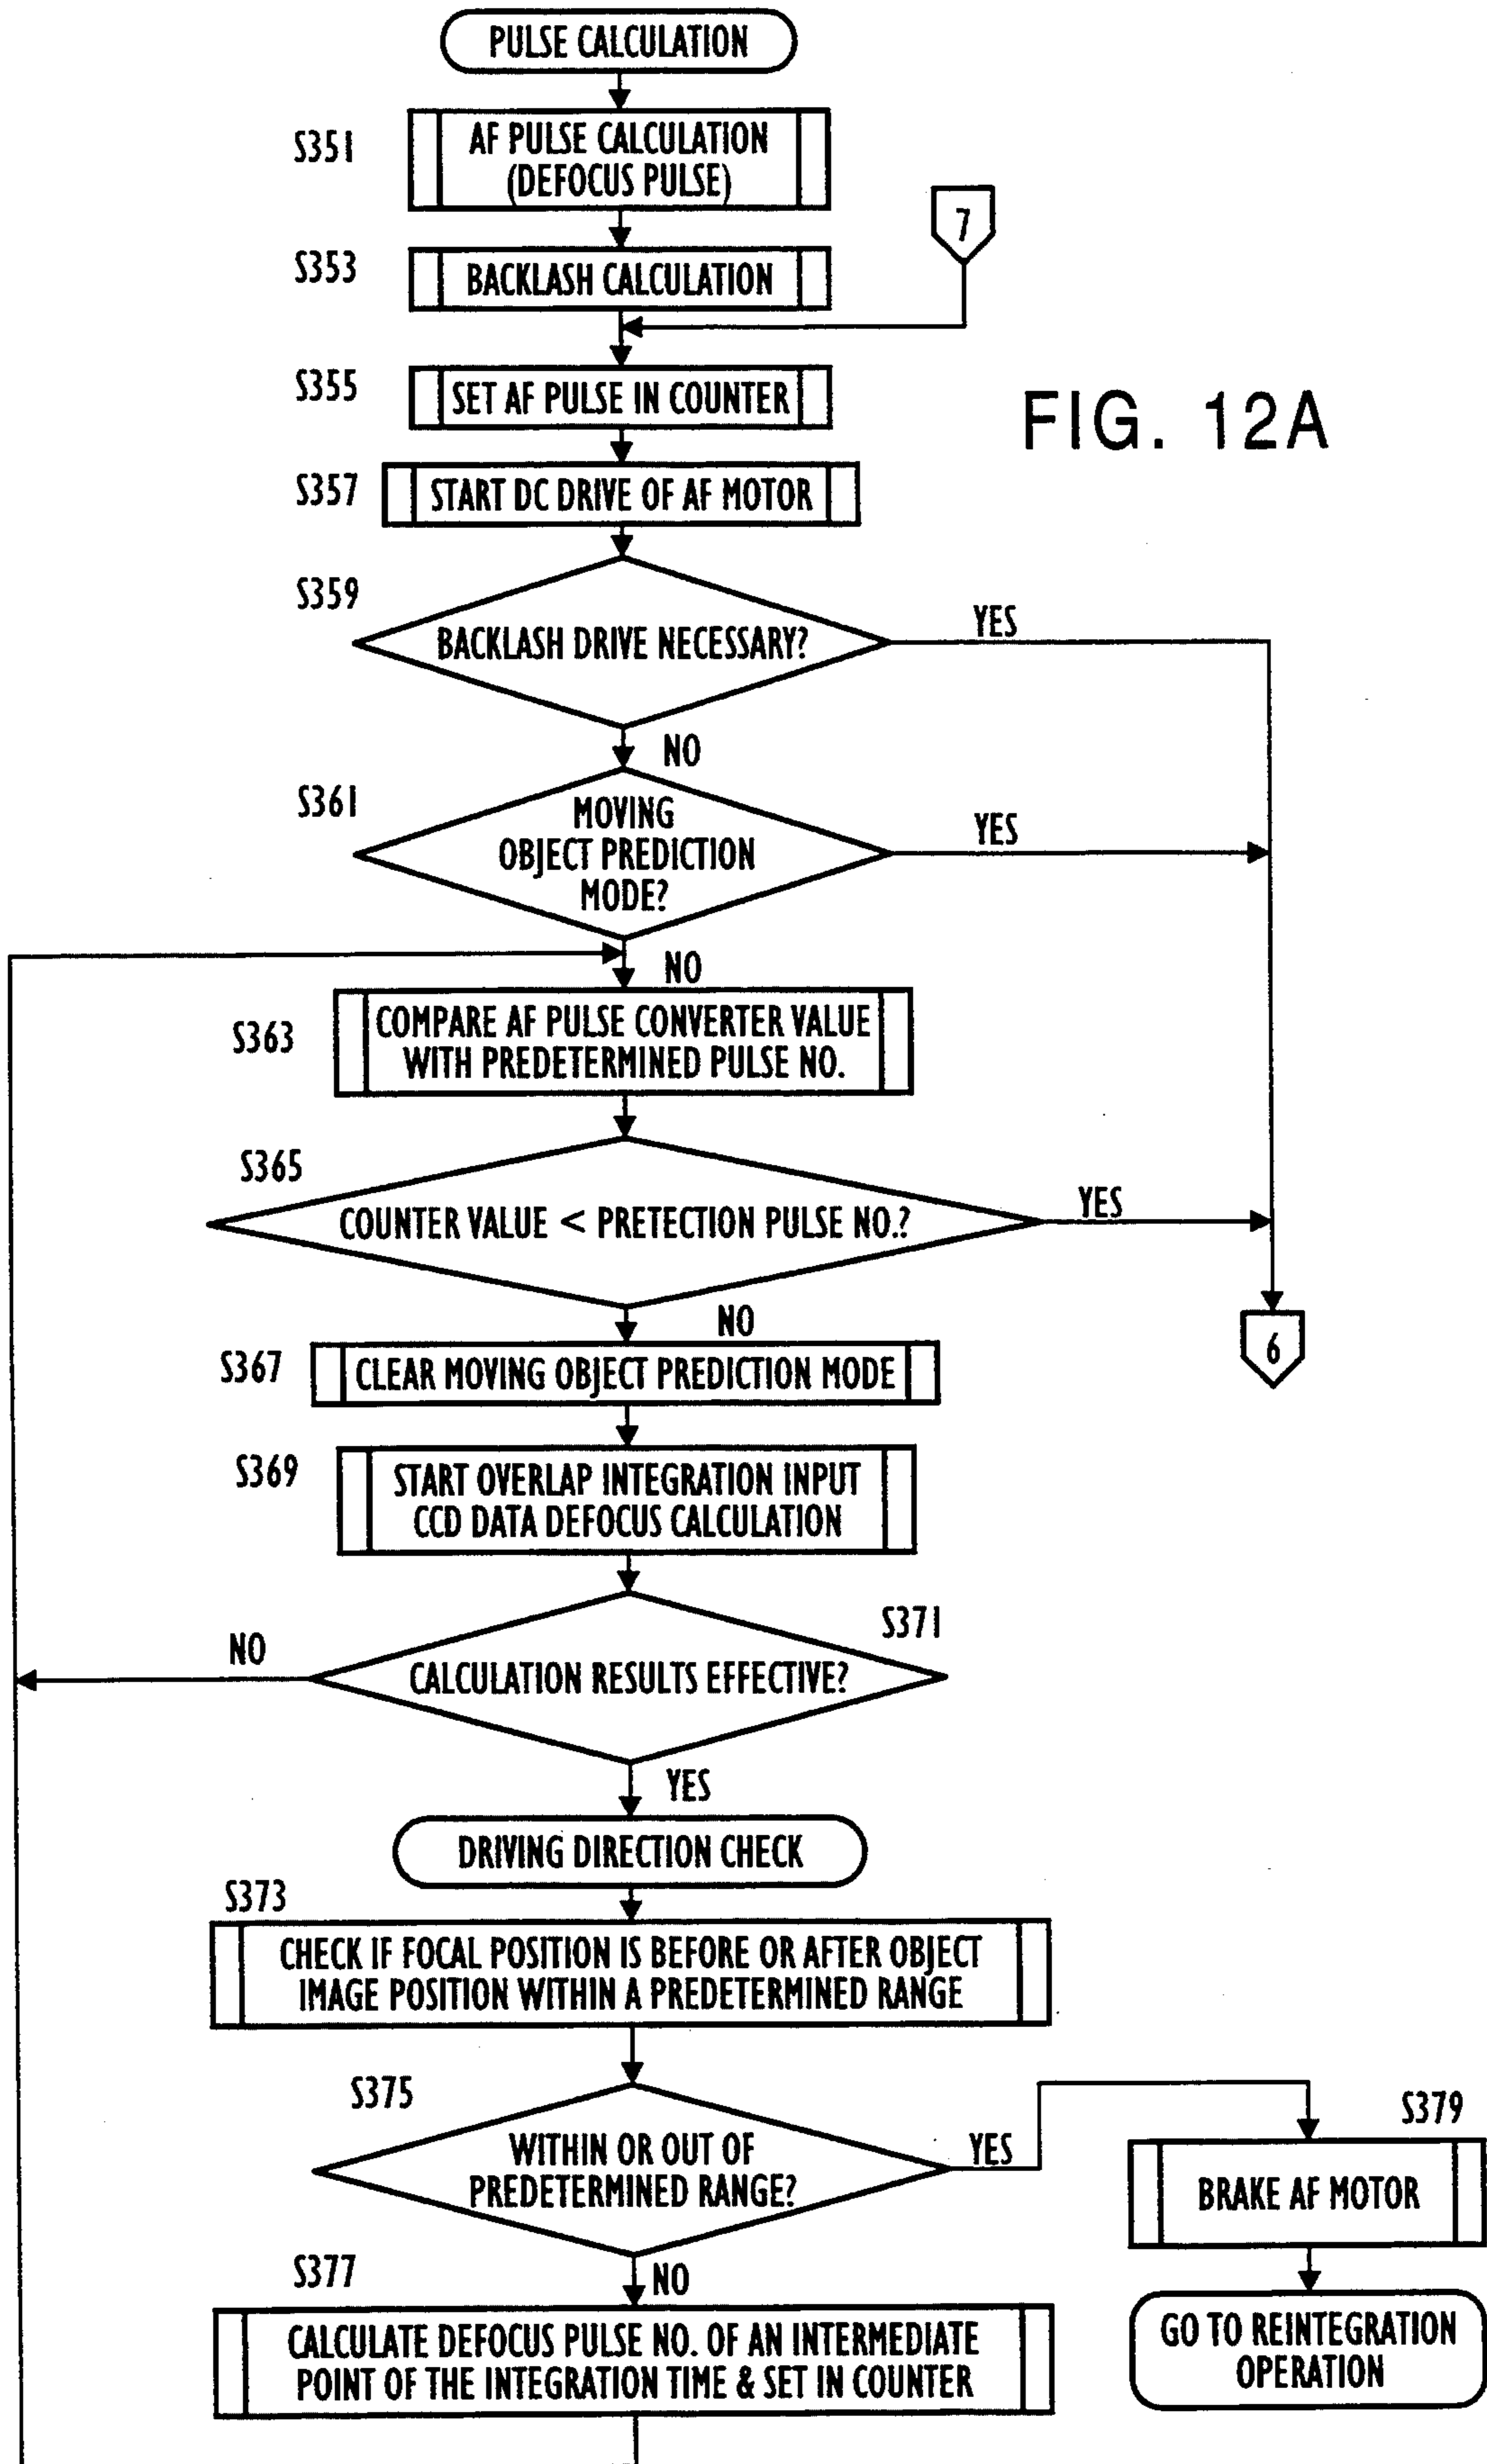 PULSE CALCULATION
S351
AF PULSE CALCULATION
(DEFOCUS PULSE)
7
S353
BACKLASH CALCULATION
S355
SET AF PULSE IN COUNTER
FIG. 12A
S357
START DC DRIVE OF AF MOTOR
S359
BACKLASH DRIVE NECESSARY?
YES
NO
S361
MOVING
OBJECT PREDICTION
MODE?
YES
NO
S363
COMPARE AF PULSE CONVERTER VALUE
WITH PREDETERMINED PULSE NO.
S365
COUNTER VALUE < PRETECTION PULSE NO.?
YES
NO
6
S367
CLEAR MOVING OBJECT PREDICTION MODE
S369
START OVERLAP INTEGRATION INPUT
CCD DATA DEFOCUS CALCULATION
S371
NO
CALCULATION RESULTS EFFECTIVE?
YES
DRIVING DIRECTION CHECK
S373
CHECK IF FOCAL POSITION IS BEFORE OR AFTER OBJECT
IMAGE POSITION WITHIN A PREDETERMINED RANGE
S375
WITHIN OR OUT OF
PREDETERMINED RANGE?
YES
S379
BRAKE AF MOTOR
NO
S377
CALCULATE DEFOCUS PULSE NO. OF AN INTERMEDIATE
POINT OF THE INTEGRATION TIME & SET IN COUNTER
GO TO REINTEGRATION
OPERATION